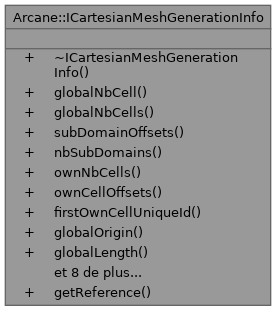 Arcane::ICartesianMeshGenerationInfo
+ ~ICartesianMeshGeneration
Info()
+ globalNbCell()
+ globalNbCells()
+ subDomainOffsets()
+ nbSubDomains()
+ ownNbCells()
+ ownCellOffsets()
+ firstOwnCellUniqueId()
+ globalOrigin()
+ globalLength()
et 8 de plus...
+ getReference()